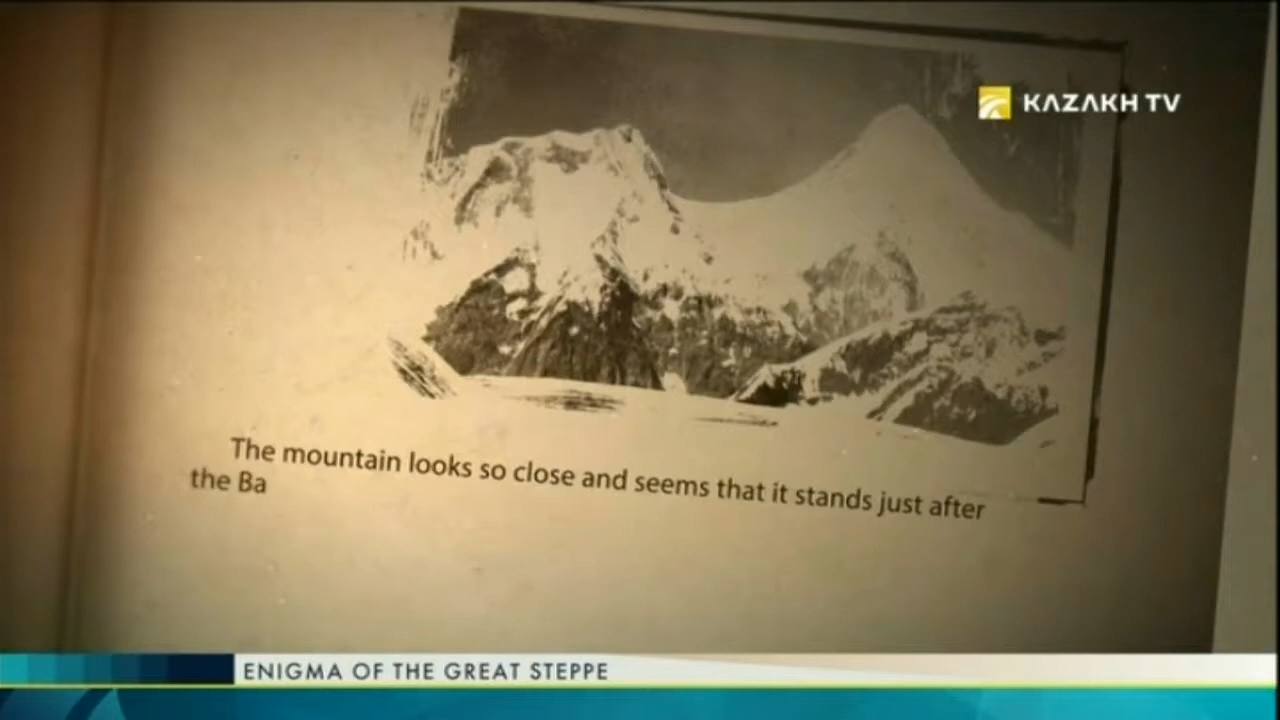 KAZAKH TV
The mountain looks so close and seems that it stands just after
the Ba
ENIGMA OF THE GREAT STEPPE